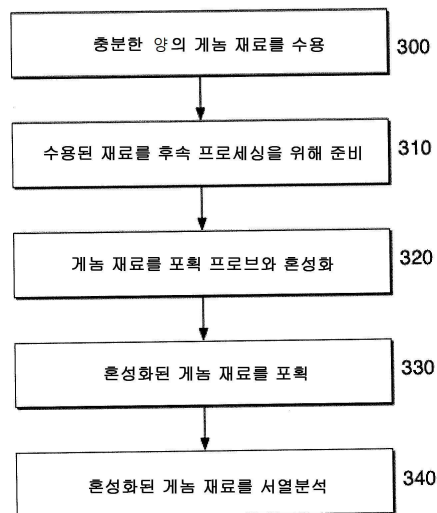 충분한 양의 게놈 재료를 수용 300
수용된 재료를 후속 프로세싱을 위해 준비 310
게놈 재료를 포획 프로브와 혼성화 320
혼성화된 게놈 재료를 포획 330
혼성화된 게놈 재료를 서열분석 340